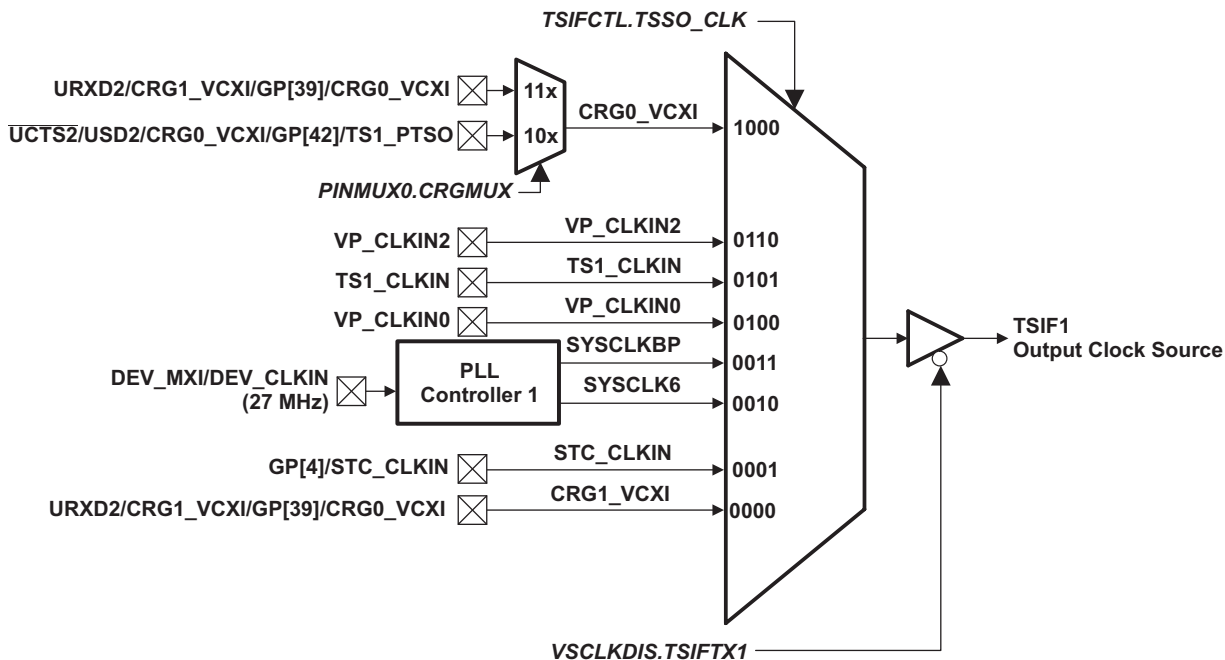 TSIFCTL.TSSO_CLK
URXD2/CRG1_VCXI/GP[39]/CRG0_VCXI
11x
CRG0_VCXI
1000
UCTS2/USD2/CRG0_VCXI/GP[42]/TS1_PTSO
10x
PINMUX0.CRGMUX
VP_CLKIN2
VP_CLKIN2
0110
TS1_CLKIN
TS1_CLKIN
0101
VP_CLKIN0
VP_CLKIN0
0100
DEV_MXI/DEV_CLKIN
(27 MHz)
PLL
Controller 1
SYSCLKBP
0011
SYSCLK6
0010
TSIF1
Output Clock Source
GP[4]/STC_CLKIN
STC_CLKIN
0001
URXD2/CRG1_VCXI/GP[39]/CRG0_VCXI
CRG1_VCXI
0000
VSCLKDIS.TSIFTX1